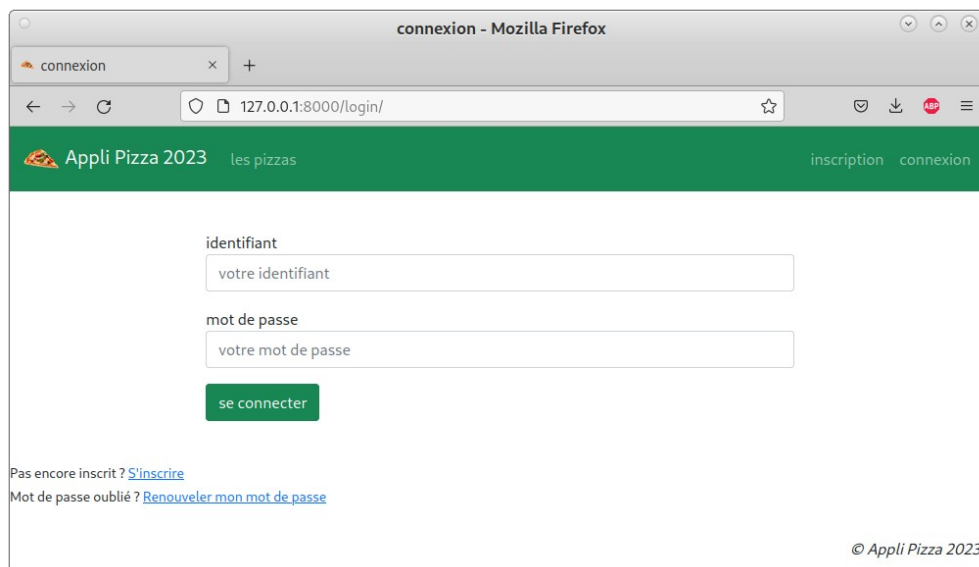 connexion - Mozilla Firefox
connexion
127.0.0.1:8000/login/
ABP
Appli Pizza 2023 les pizzas inscription connexion
identifiant
votre identifiant
mot de passe
votre mot de passe
se connecter
Pas encore inscrit ? S'inscrire
Mot de passe oublié ? Renouveler mon mot de passe
© Appli Pizza 2023